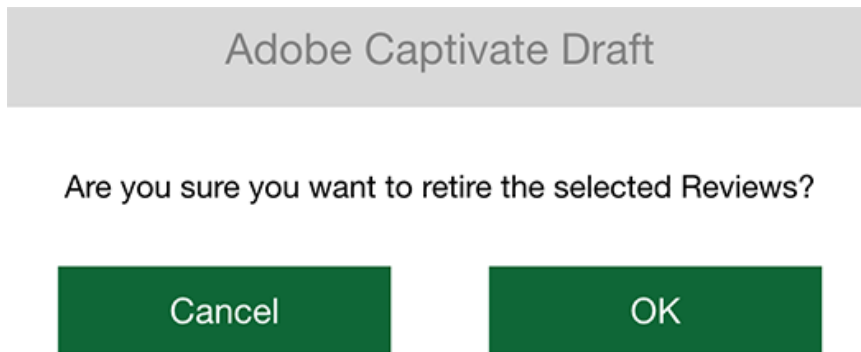 Adobe Captivate Draft
Are you sure you want to retire the selected Reviews?
Cancel
OK